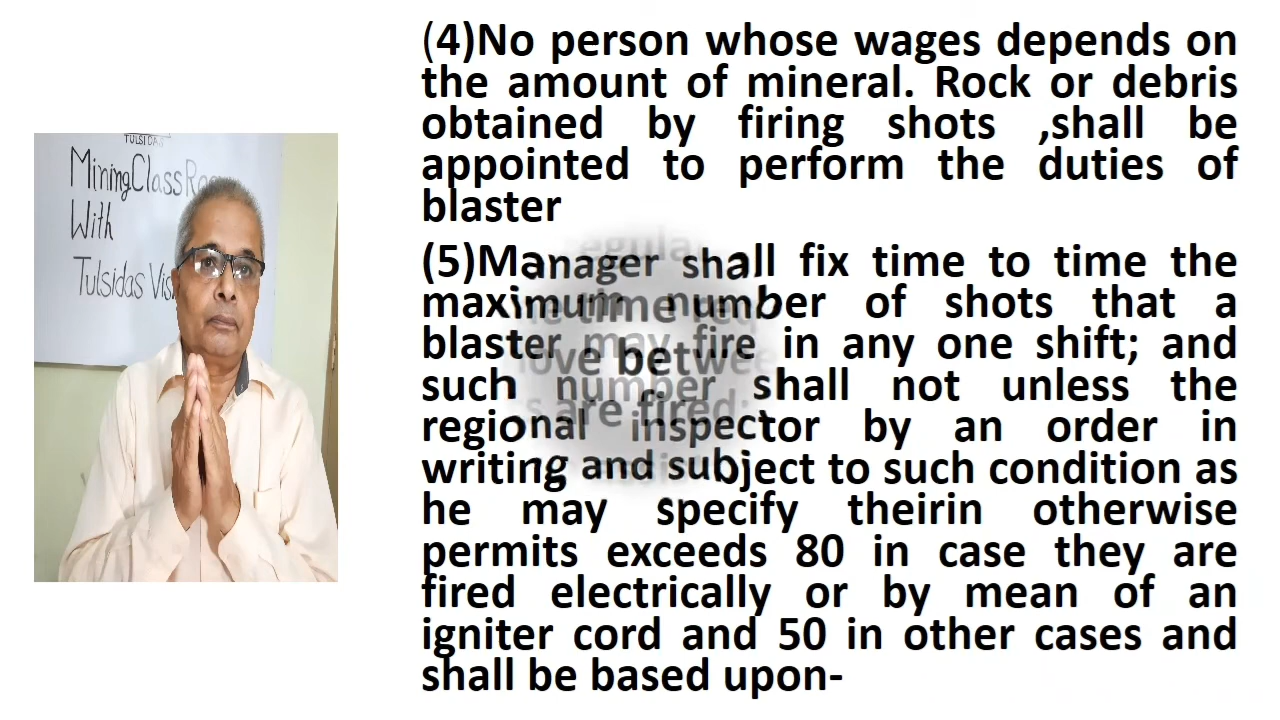 TULSIDAS
MiningClassRoo
With
Tulsidas Vis
(4)No person whose wages depends on
the amount of mineral. Rock or debris
obtained by firing shots ,shall be
appointed to perform the duties of
blaster
(5)Manager shall fix time to time the
maximum number of shots that a
blaster may fire in any one shift; and
such number shall not unless the
regional inspector by an order in
writing and subject to such condition as
he may specify theirin otherwise
permits exceeds 80 in case they are
fired electrically or by mean of an
igniter cord and 50 in other cases and
shall be based upon-